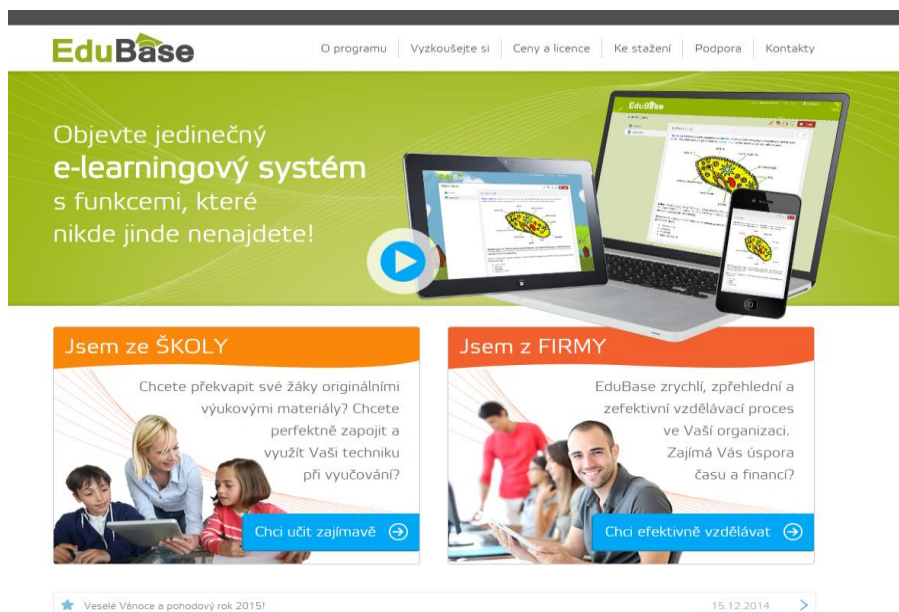 EduBase
O programu
Vyzkoušejte si
Ceny a licence
Ke stažení
Podpora
Kontakty
Objevte jedinečný
e-learningový systém
s funkcemi, které
nikde jinde nenajdete!
EduBase
Jsem ze ŠKOLY
Chcete překvapit své žáky originálními
výukovými materiály? Chcete
perfektně zapojit a
využít Vaši techniku
při vyučování?
Chci učit zajímavě
Jsem z FIRMY
EduBase zrychlí, zpřehlední a
zefektivní vzdělávací proces
ve Vaší organizaci.
Zajímá Vás úspora
času a financí?
Chci efektivně vzdělávat
Veselé Vánoce a pohodový rok 2015!
15.12.2014